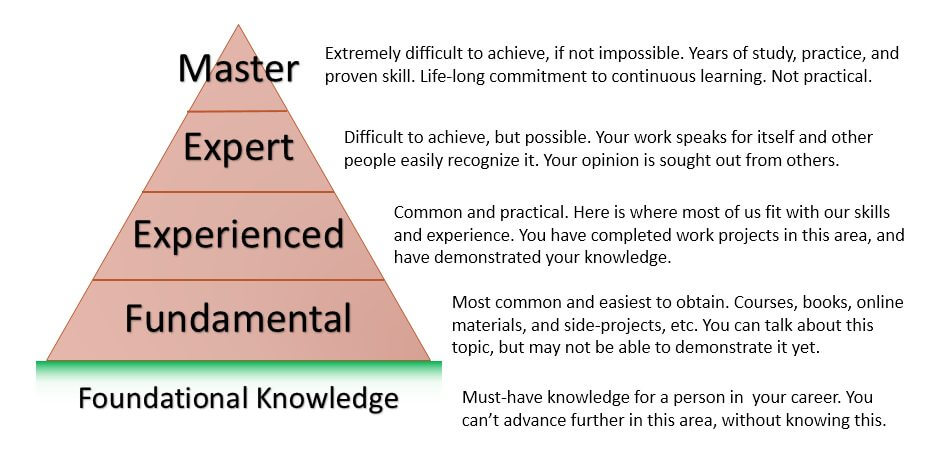 Master
Extremely difficult to achieve, if not impossible. Years of study, practice, and
proven skill. Life-long commitment to continuous learning. Not practical.
Expert
Difficult to achieve, but possible. Your work speaks for itself and other
people easily recognize it. Your opinion is sought out from others.
Experienced
Common and practical. Here is where most of us fit with our skills
and experience. You have completed work projects in this area, and
have demonstrated your knowledge.
Fundamental
Most common and easiest to obtain. Courses, books, online
materials, and side-projects, etc. You can talk about this
topic, but may not be able to demonstrate it yet.
Foundational Knowledge
Must-have knowledge for a person in  your career. You
can’t advance further in this area, without knowing this.